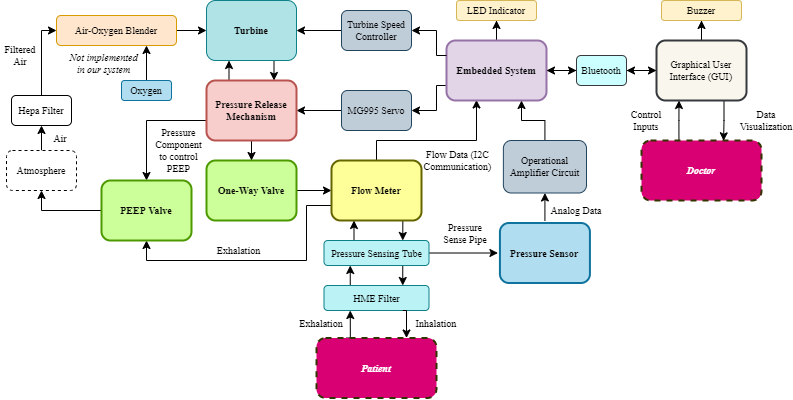 LED Indicator
Buzzer
Air-Oxygen Blender
Turbine
Turbine Speed
Controller
Filtered
Air
Not implemented
in our system
Oxygen
Embedded System
Bluetooth
Graphical User
Interface (GUI)
Hepa Filter
Pressure Release
Mechanism
MG995 Servo
Control
Inputs
Data
Visualization
Air
Pressure
Component
to control
PEEP
Flow Data (I2C
Communication)
Operational
Amplifier Circuit
Atmosphere
Doctor
PEEP Valve
One-Way Valve
Flow Meter
Analog Data
Exhalation
Pressure
Sense Pipe
Pressure Sensing Tube
Pressure Sensor
HME Filter
Exhalation
Inhalation
Patient